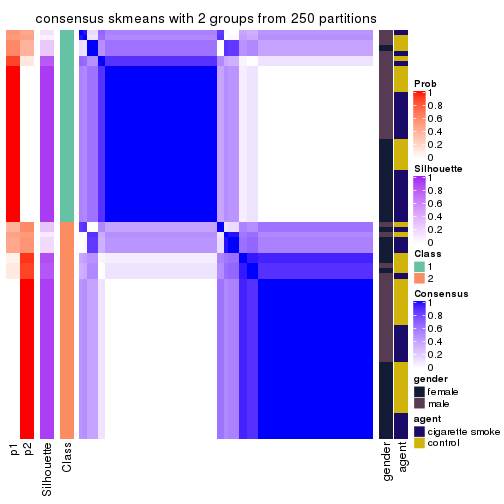 consensus skmeans with 2 groups from 250 partitions
Prob
1
0.8
0.6
0.4
0.2
0
Silhouette
1
0.8
0.6
0.4
0.2
0
Class
1
2
Consensus
1
0.8
0.6
0.4
0.2
0
gender
female
male
agent
cigarette smoke
control
p1
p2
Silhouette
Class
gender
agent